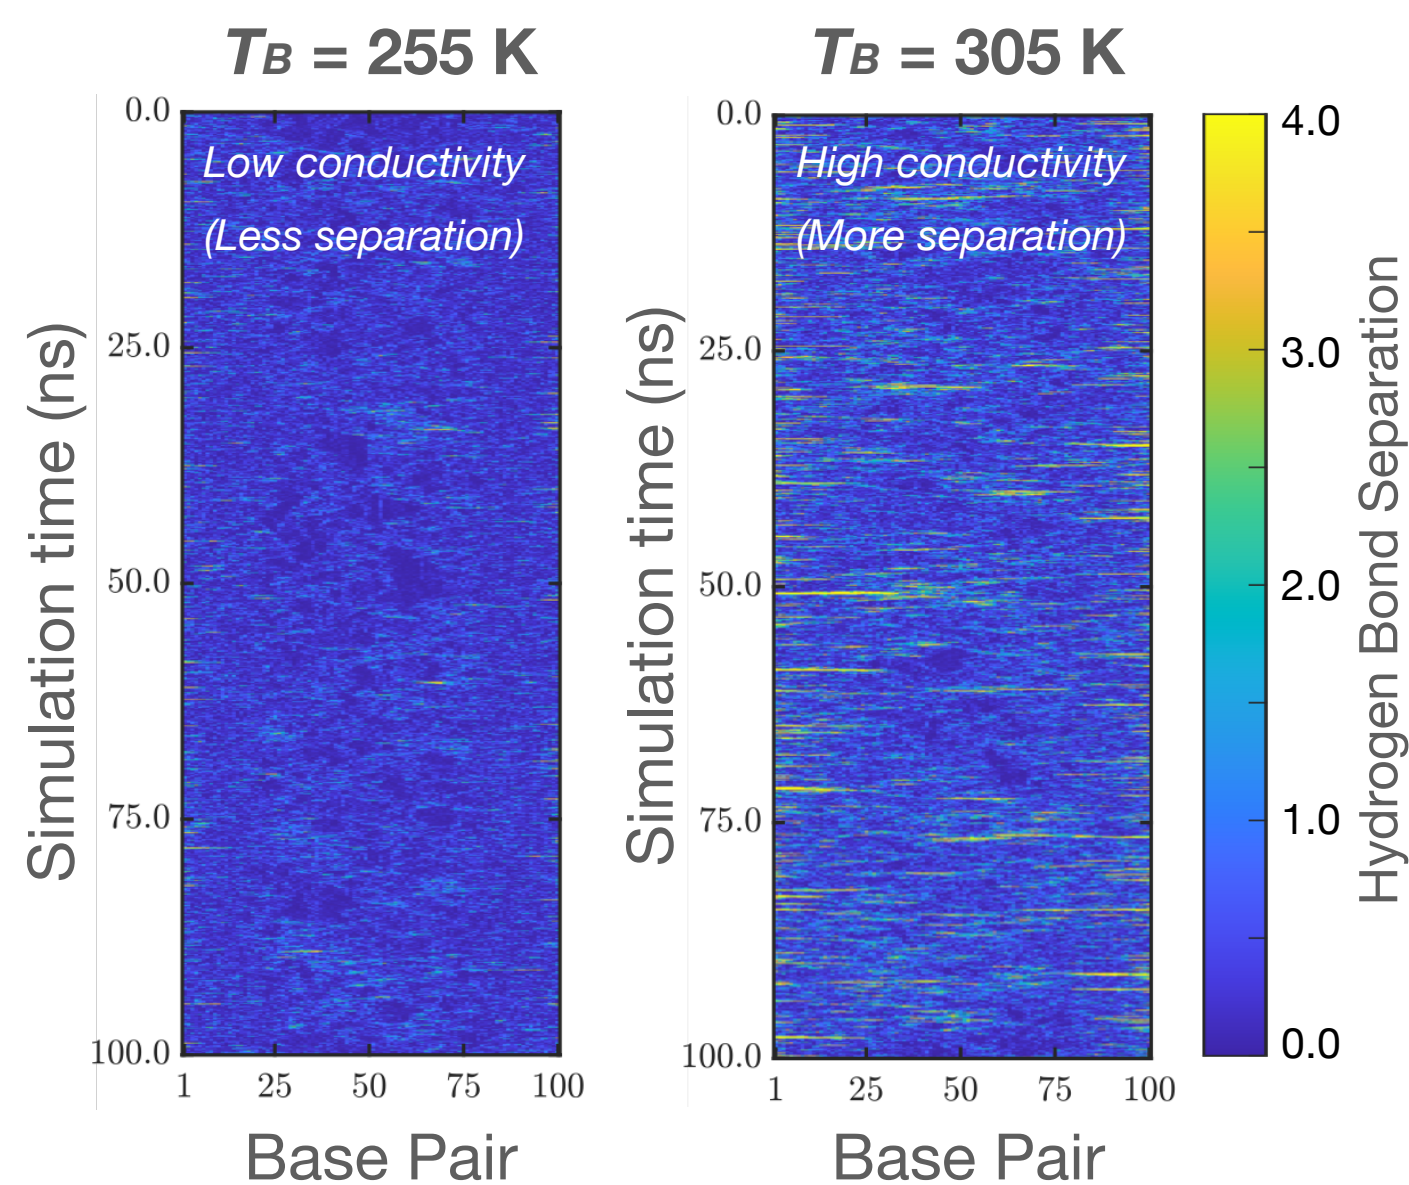 T_B = 255 K
T_B = 305 K
Low conductivity
(Less separation)
High conductivity
(More separation)
Simulation time (ns)
0.0
25.0
50.0
75.0
100.0
1 25 50 75 100
Base Pair
Simulation time (ns)
0.0
25.0
50.0
75.0
100.0
1 25 50 75 100
Base Pair
4.0
3.0
2.0
1.0
0.0
Hydrogen Bond Separation